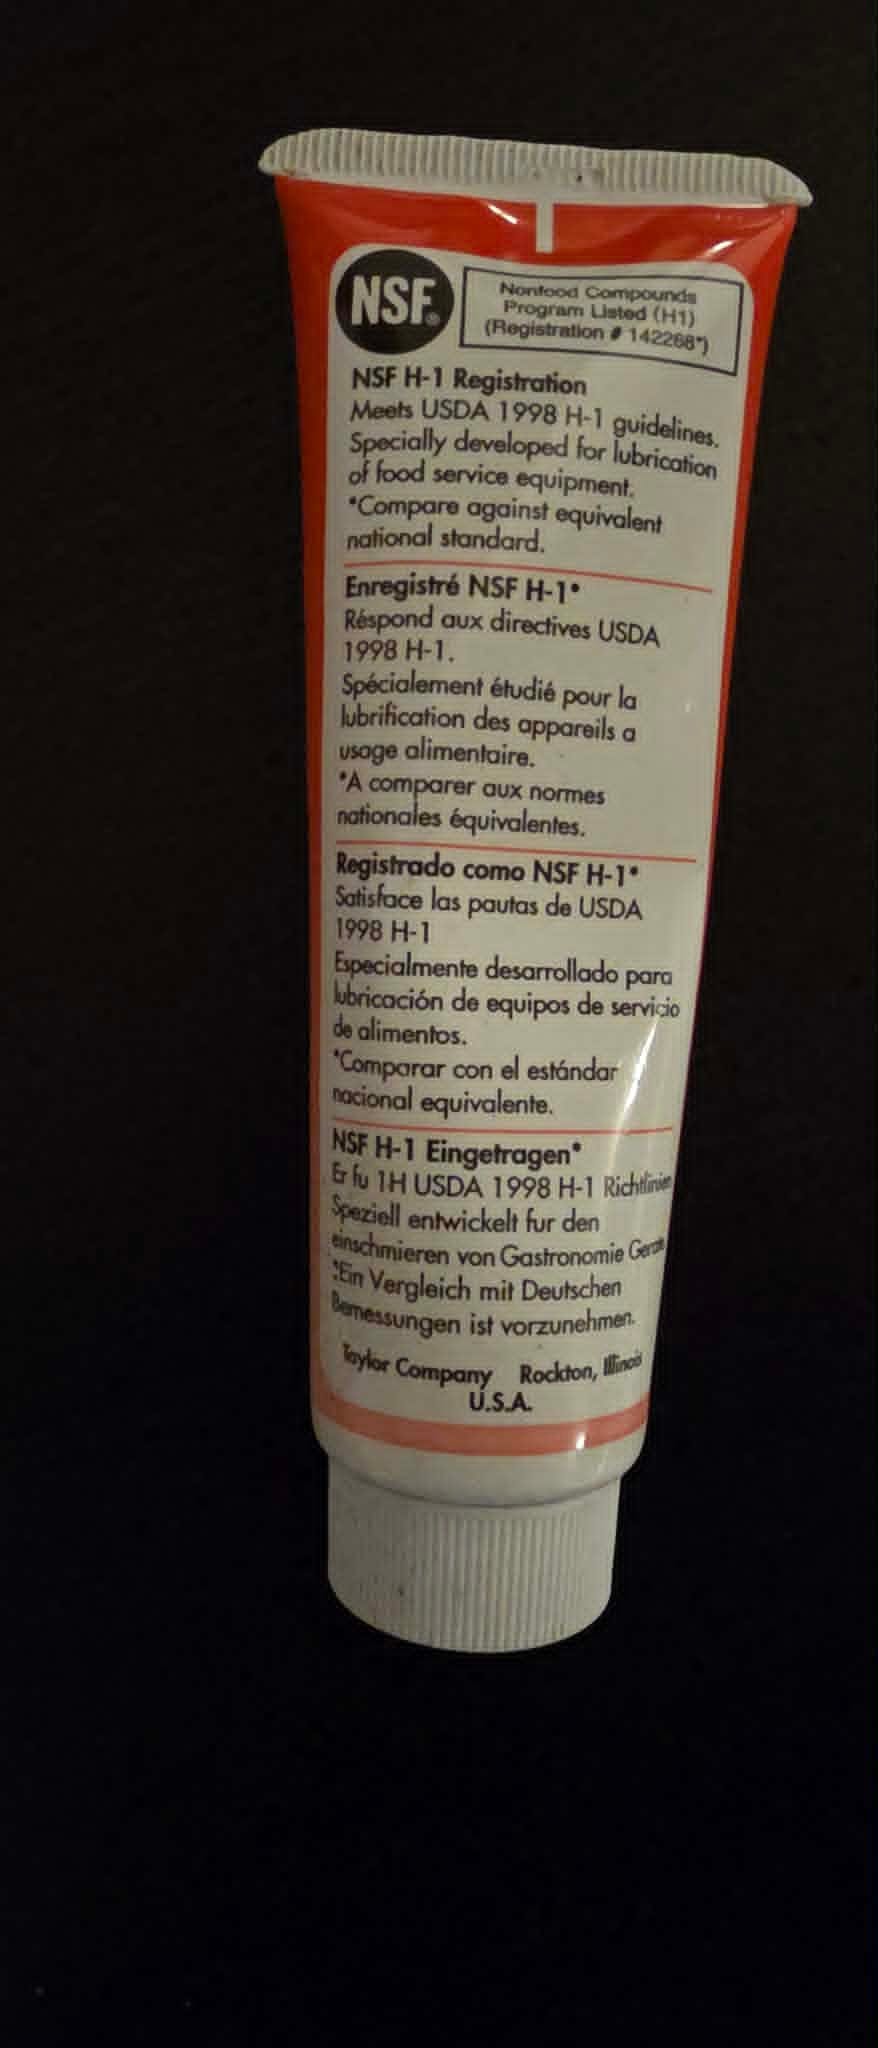 NSF®
Nonfood Compounds
Program Listed (H1)
(Registration # 142268*)
NSF H-1 Registration
Meets USDA 1998 H-1 guidelines.
Specially developed for lubrication
of food service equipment.
*Compare against equivalent
national standard.
Enregistré NSF H-1*
Réspond aux directives USDA
1998 H-1.
Spécialement étudié pour la
lubrification des appareils a
usage alimentaire.
*A comparer aux normes
nationales équivalentes.
Registrado como NSF H-1*
Satisface las pautas de USDA
1998 H-1
Especialmente desarrollado para
lubricación de equipos de servicio
de alimentos.
*Comparar con el estándar
nacional equivalente.
NSF H-1 Eingetragen*
Er fu 1H USDA 1998 H-1 Richtlinien
Speziell entwickelt fur den
einschmieren von Gastronomie
*Ein Vergleich mit Deutschen
Bemessungen ist vorzunehmen.
Taylor Company Rockton, Illinois
U.S.A.